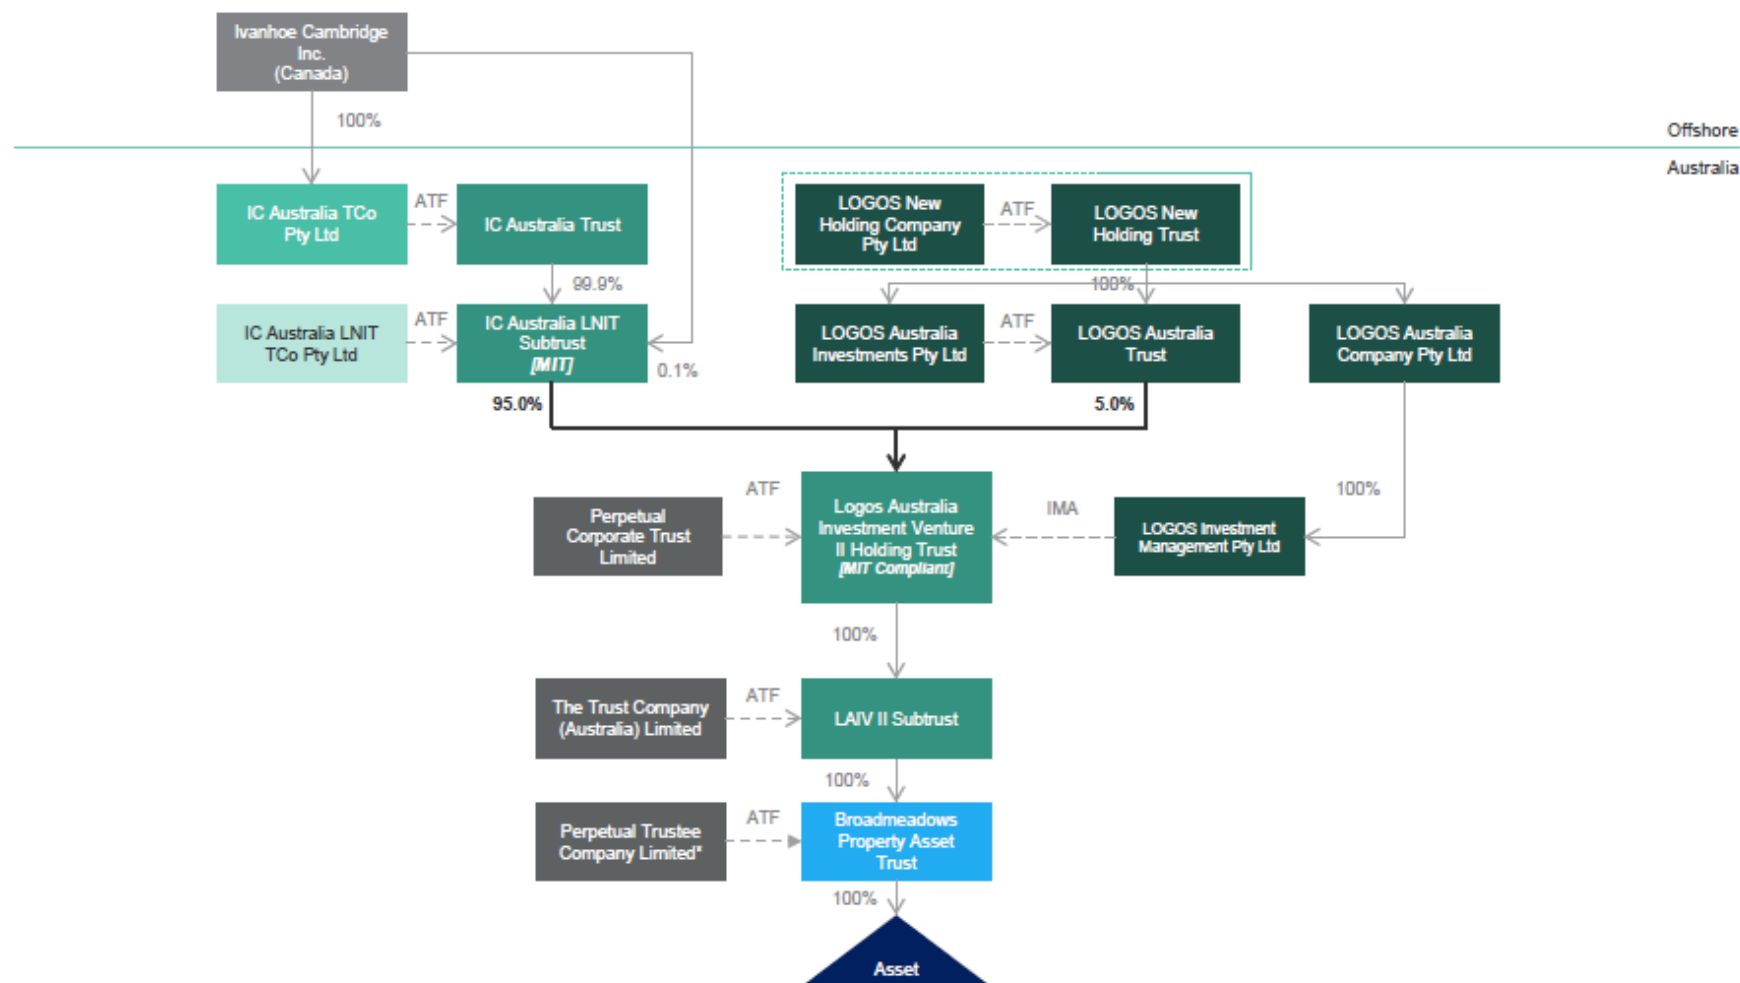 Ivanhoe Cambridge
Inc.
(Canada)
100%
Offshore
Australia
IC Australia TCo
Pty Ltd
ATF
IC Australia Trust
LOGOS New
Holding Company
Pty Ltd
ATF
LOGOS New
Holding Trust
99.9%
100%
IC Australia LNIT
TCo Pty Ltd
ATF
IC Australia LNIT
Subtrust
[MIT]
0.1%
LOGOS Australia
Investments Pty Ltd
ATF
LOGOS Australia
Trust
LOGOS Australia
Company Pty Ltd
95.0%
5.0%
Perpetual
Corporate Trust
Limited
ATF
Logos Australia
Investment Venture
II Holding Trust
[MIT Compliant]
IMA
LOGOS Investment
Management Pty Ltd
100%
100%
The Trust Company
(Australia) Limited
ATF
LAIV II Subtrust
100%
Perpetual Trustee
Company Limited*
ATF
Broadmeadows
Property Asset
Trust
100%
Asset